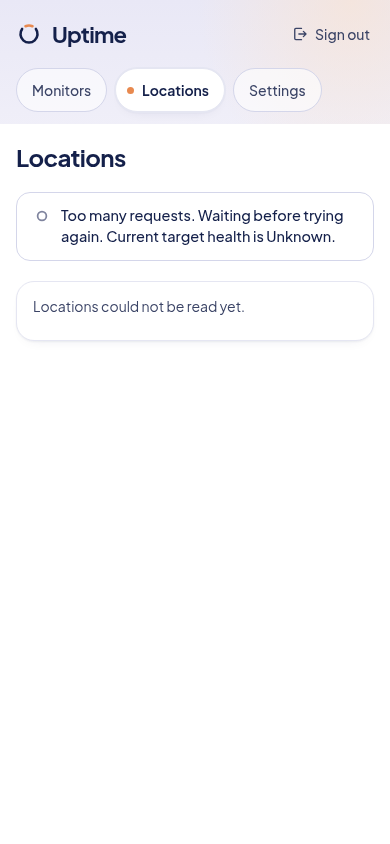 Uptime
Sign out
Monitors
Locations
Settings
Locations
Too many requests. Waiting before trying
again. Current target health is Unknown.
Locations could not be read yet.